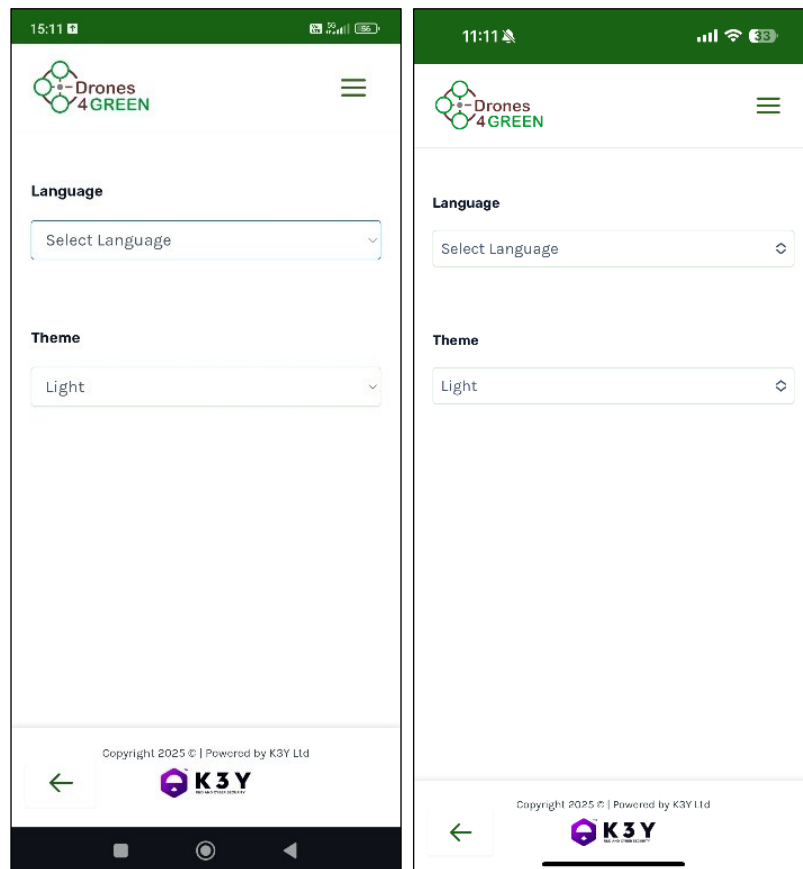 15:11
56
Drones
4GREEN
Language
Select Language
Theme
Light
Copyright 2025 © | Powered by K3Y Ltd
K3Y
11:11
33
Drones
4GREEN
Language
Select Language
Theme
Light
Copyright 2025 © | Powered by K3Y Ltd
K3Y